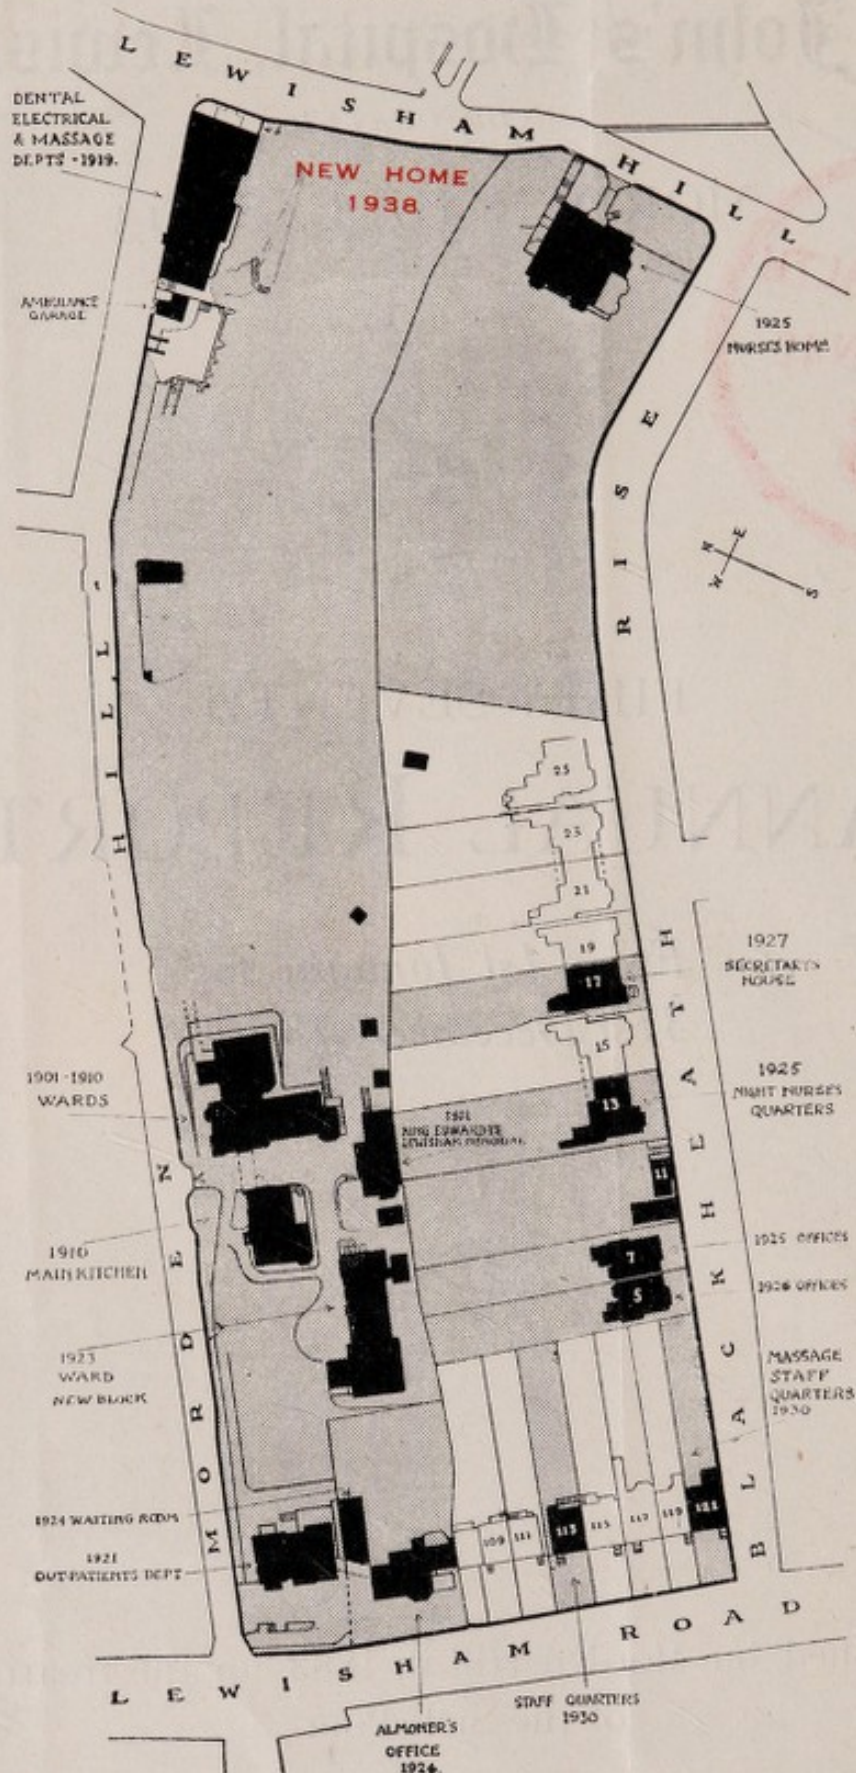 LEWISHAM HILL
DENTAL
ELECTRICAL
& MASSAGE
DEPTS - 1919.
NEW HOME
1938.
AMBULANCE
GARAGE
H
1925
NURSES HOME
N
E
W
S
25
23
21
19
17
15
13
11
7
5
1927
SECRETARY'S
HOUSE
1901-1910
WARDS
1925
NIGHT NURSES
QUARTERS
KING EDWARD'S
LEWISHAM MEMORIAL
1910
MAIN KITCHEN
1925 OFFICES
1926 OFFICES
1923
WARD
NEW BLOCK
MASSAGE
STAFF
QUARTERS
1930
1924 WAITING ROOM
1921
OUT-PATIENTS DEPT
109
111
113
115
117
119
121
MORDEN HILL
BLACKHEATH RISE
LEWISHAM ROAD
STAFF QUARTERS
1930
ALMONER'S
OFFICE
1924.